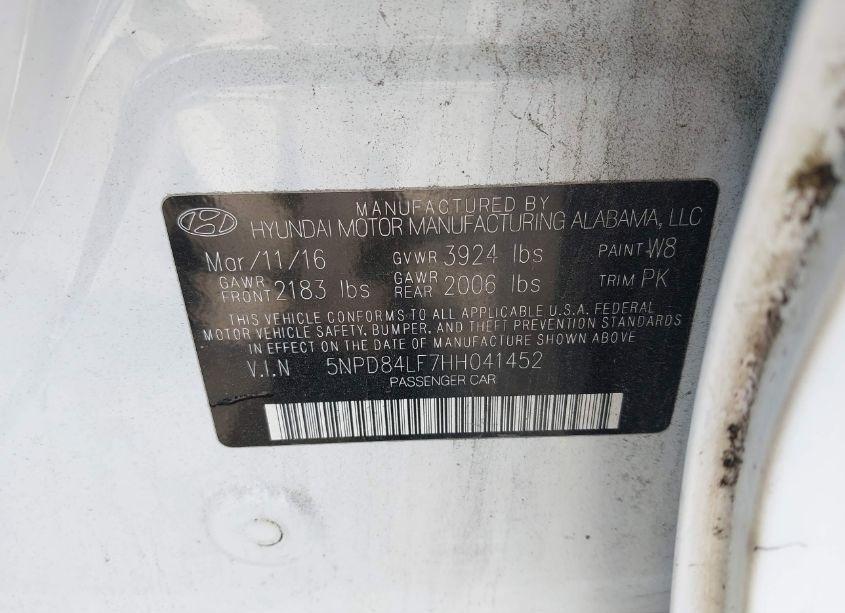 MANUFACTURED BY
HYUNDAI MOTOR MANUFACTURING ALABAMA, LLC
Mar/11/16 GVWR 3924 lbs PAINT W8
GAWR FRONT 2183 lbs GAWR REAR 2006 lbs TRIM PK
THIS VEHICLE CONFORMS TO ALL APPLICABLE U.S.A. FEDERAL
MOTOR VEHICLE SAFETY, BUMPER, AND THEFT PREVENTION STANDARDS
IN EFFECT ON THE DATE OF MANUFACTURE SHOWN ABOVE
V.I.N 5NPD84LF7HH041452
PASSENGER CAR